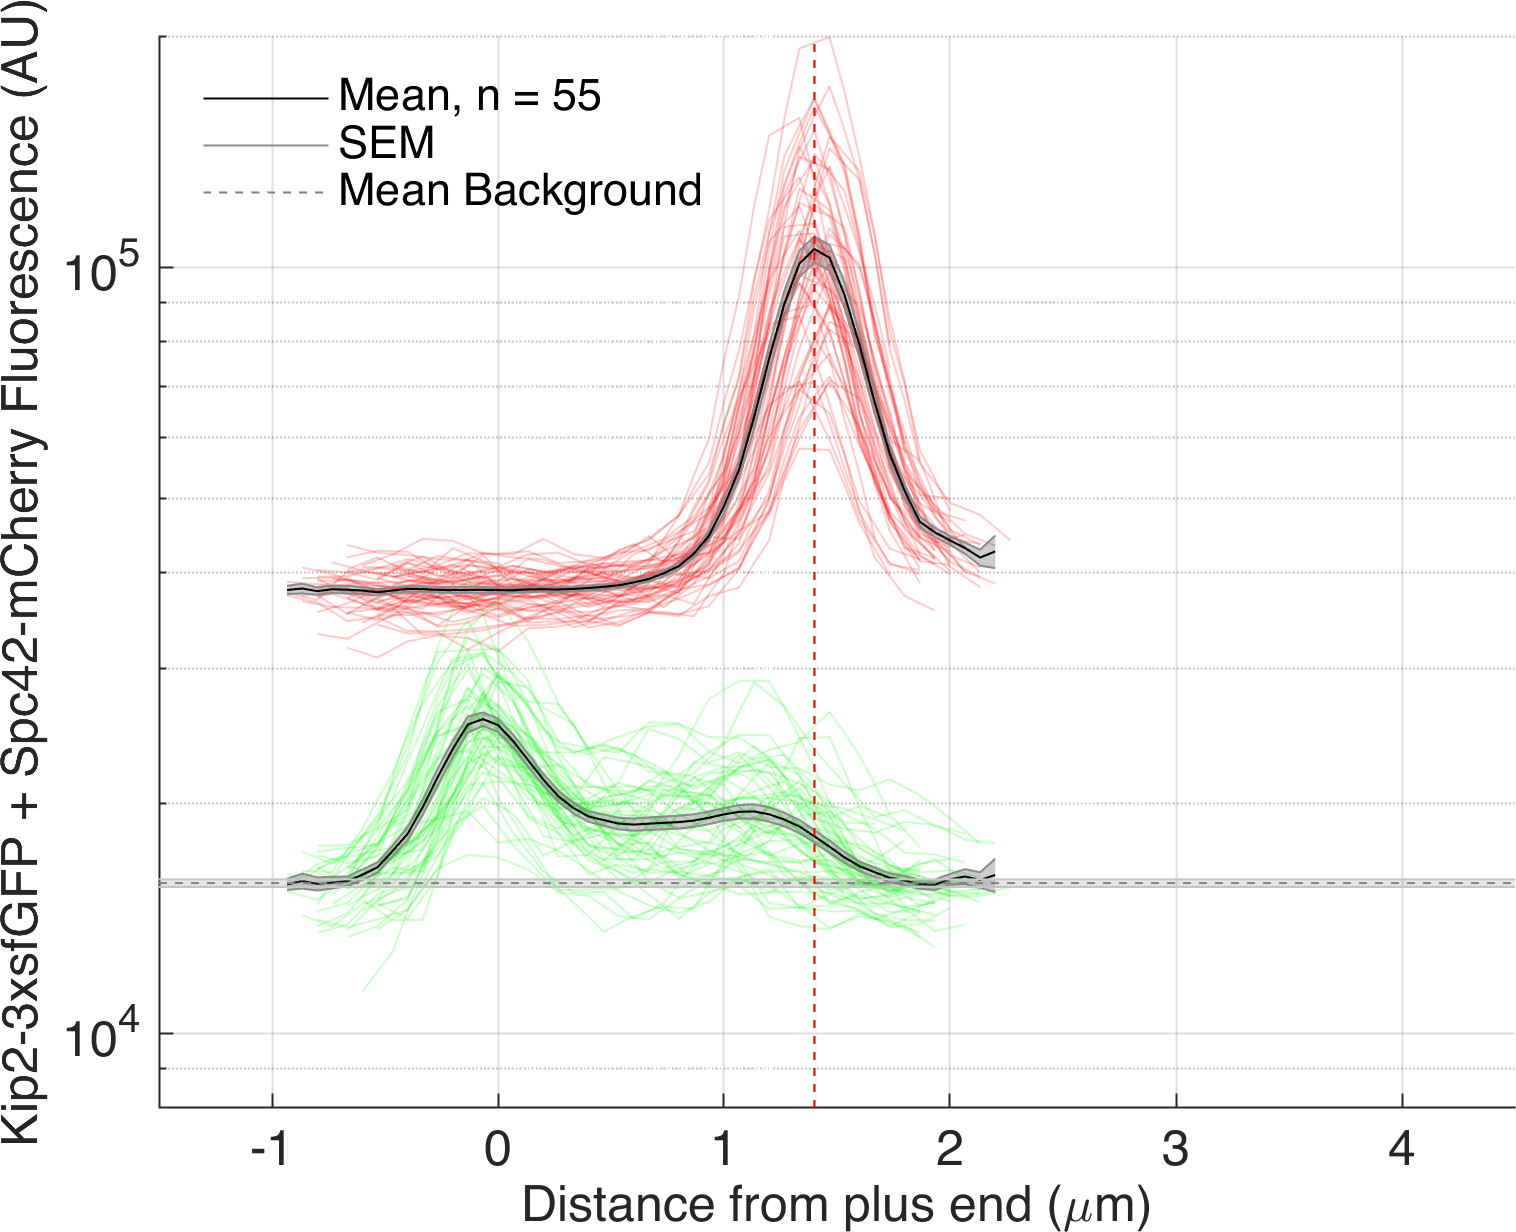 Kip2-3xsfGFP + Spc42-mCherry Fluorescence (AU)
Mean, n = 55
SEM
Mean Background
10^5
10^4
-1 0 1 2 3 4
Distance from plus end (μm)